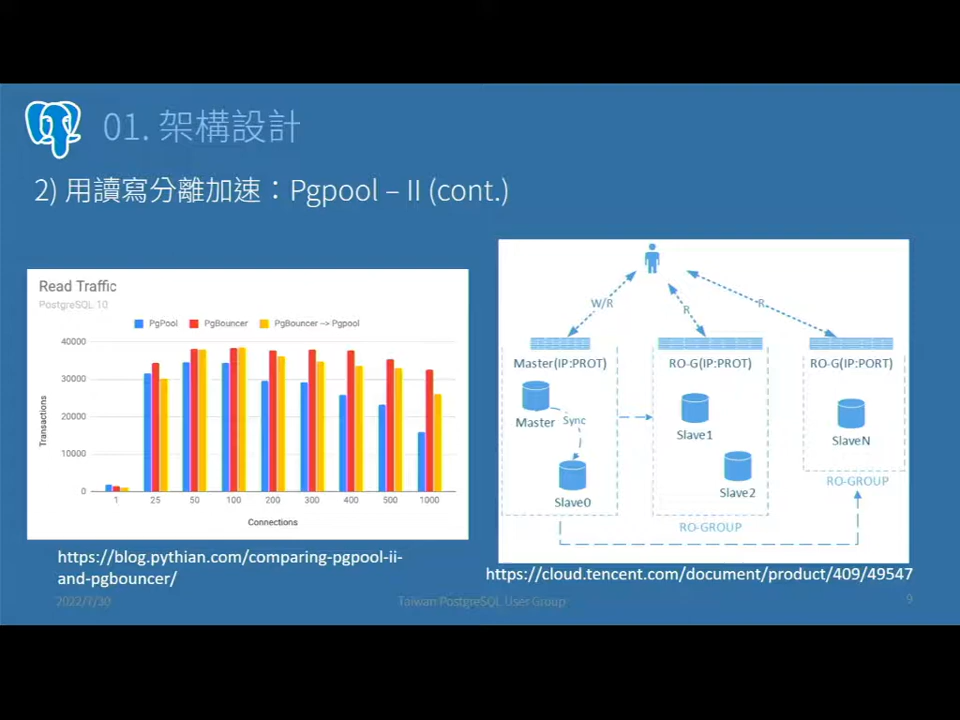 01. 架構設計
2) 用讀寫分離加速：Pgpool – II (cont.)
Read Traffic
PostgreSQL 10
PgPool PgBouncer PgBouncer -> Pgpool
40000
30000
20000
10000
0
Transactions
1 25 50 100 200 300 400 500 1000
Connections
https://blog.pythian.com/comparing-pgpool-ii-
and-pgbouncer/
W/R R R
Master(IP:PROT) RO-G(IP:PROT) RO-G(IP:PORT)
Master Sync Slave1 SlaveN
Slave0 Slave2
RO-GROUP
RO-GROUP
https://cloud.tencent.com/document/product/409/49547
2022/7/30 Taiwan PostgreSQL User Group 9